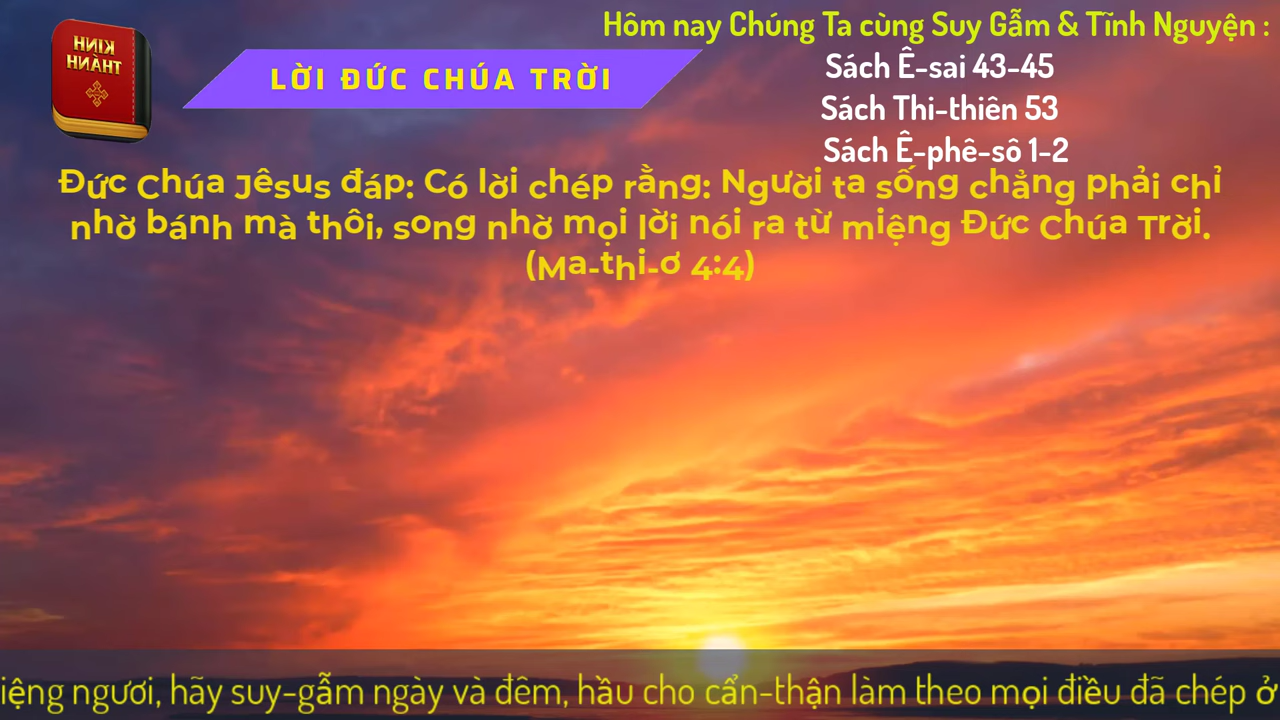 Hôm nay Chúng Ta cùng Suy Gẫm & Tĩnh Nguyện :
KINH
THÁNH
LỜI ĐỨC CHÚA TRỜI
Sách Ê-sai 43-45
Sách Thi-thiên 53
Sách Ê-phê-sô 1-2
Đức Chúa Jêsus đáp: Có lời chép rằng: Người ta sống chẳng phải chỉ
nhờ bánh mà thôi, song nhờ mọi lời nói ra từ miệng Đức Chúa Trời.
(Ma-thi-ơ 4:4)
iệng ngươi, hãy suy-gẫm ngày và đêm, hầu cho cẩn-thận làm theo mọi điều đã chép ở